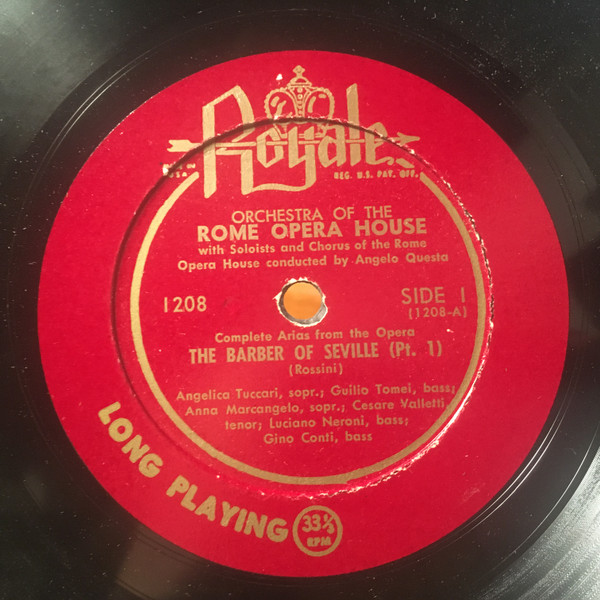 Royale
REG. U.S. PAT. OFF.
ORCHESTRA OF THE
ROME OPERA HOUSE
with Soloists and Chorus of the Rome
Opera House conducted by Angelo Questa
1208
SIDE 1
(1208-A)
Complete Arias from the Opera
THE BARBER OF SEVILLE (Pt. 1)
(Rossini)
Angelica Tuccari, sopr.; Guilio Tomei, bass;
Anna Marcangelo, sopr.; Cesare Valletti,
tenor; Luciano Neroni, bass;
Gino Conti, bass
LONG PLAYING
33⅓
RPM